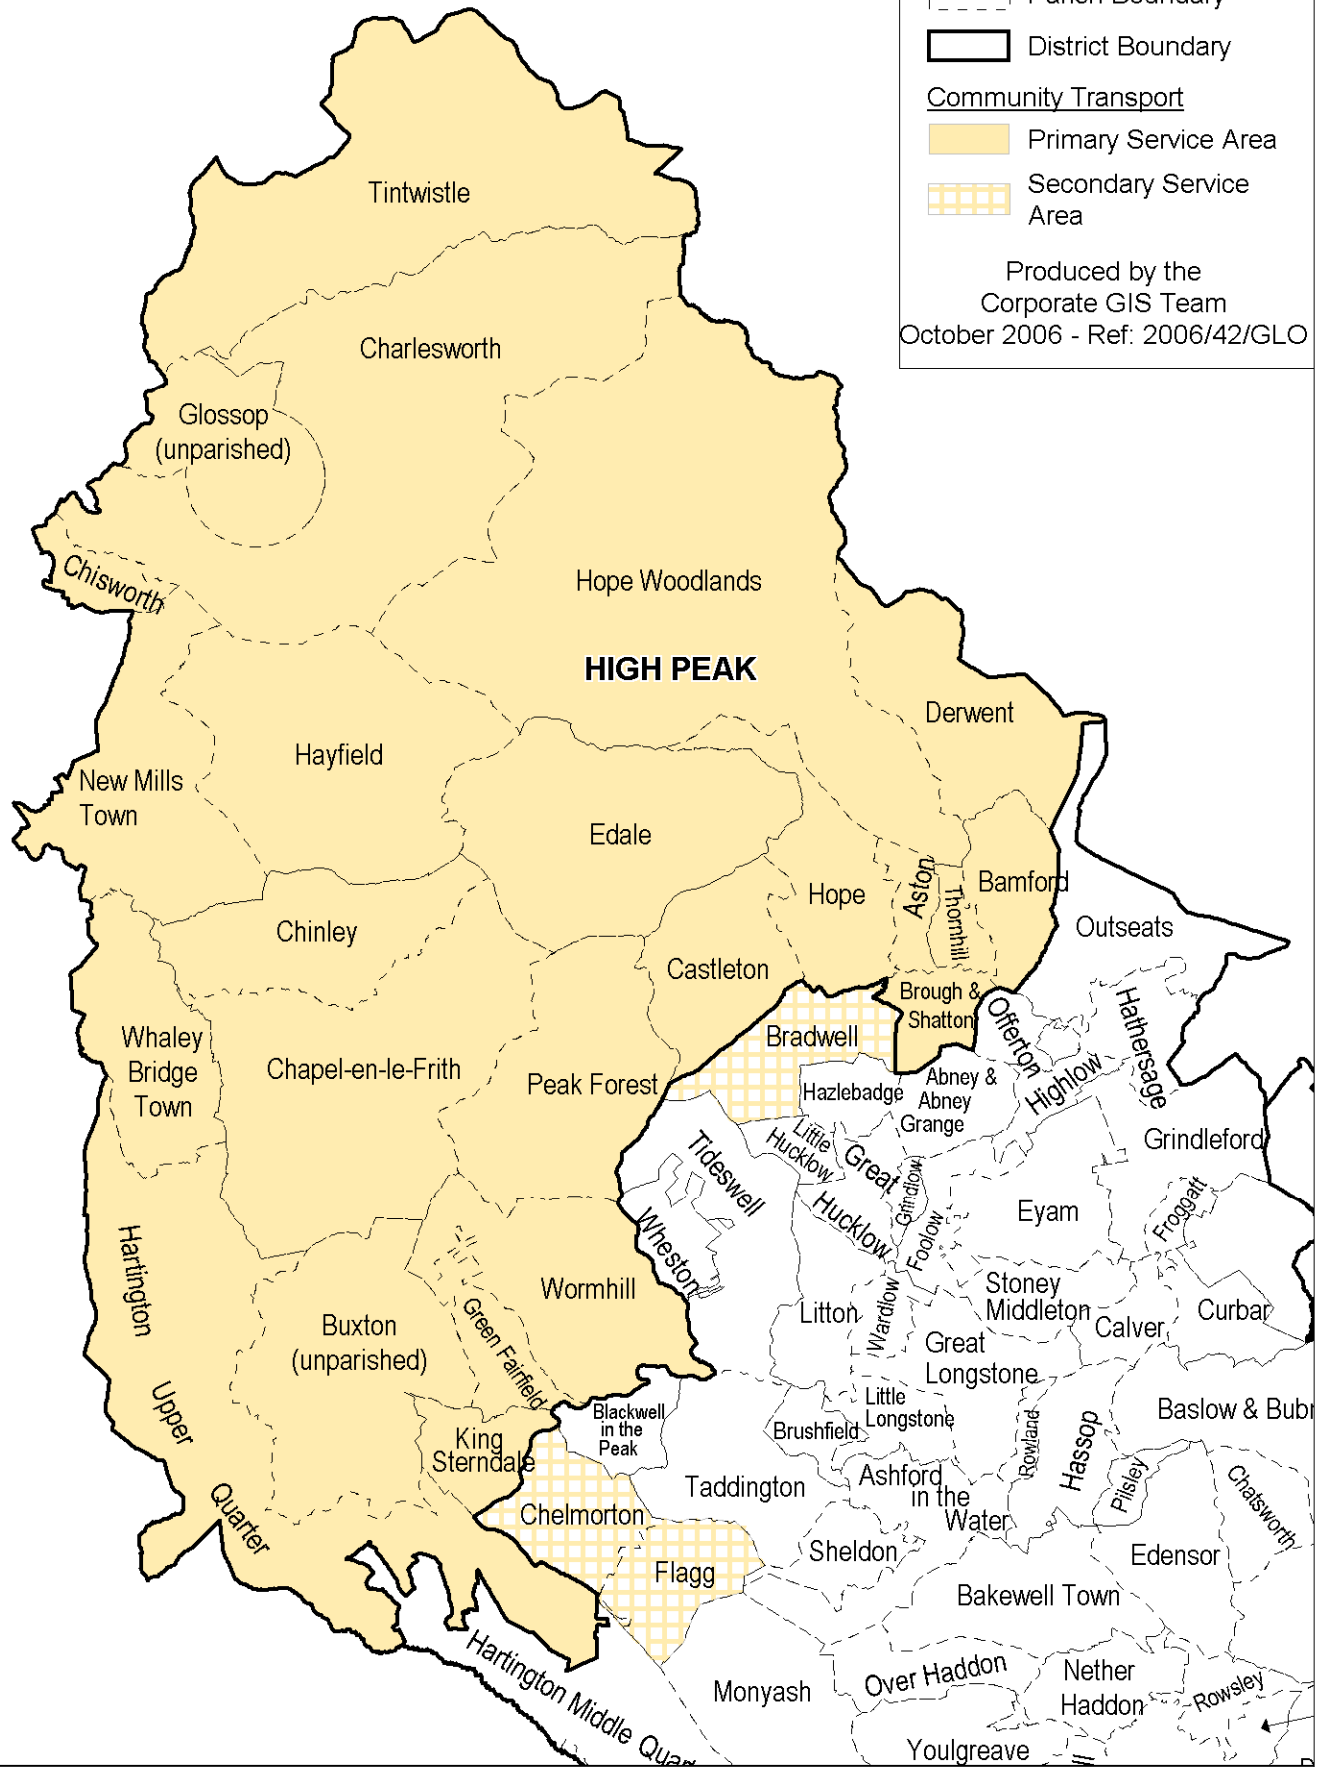 Parish Boundary
District Boundary
Community Transport
Primary Service Area
Secondary Service
Area
Produced by the
Corporate GIS Team
October 2006 - Ref: 2006/42/GLO
Tintwistle
Charlesworth
Glossop
(unparished)
Chisworth
Hope Woodlands
HIGH PEAK
Derwent
Hayfield
New Mills
Town
Edale
Hope
Aston
Thornhill
Bamford
Outseats
Chinley
Castleton
Brough &
Shatton
Offerton
Hathersage
Whaley
Bridge
Town
Chapel-en-le-Frith
Peak Forest
Bradwell
Hazlebadge
Abney &
Abney
Grange
Highlow
Grindleford
Little
Hucklow
Great
Hucklow
Grindlow
Foolow
Eyam
Froggatt
Tideswell
Wheston
Hartington
Upper
Quarter
Wormhill
Green Fairfield
Buxton
(unparished)
Litton
Wardlow
Stoney
Middleton
Calver
Curbar
Great
Longstone
Little
Longstone
Rowland
Hassop
Baslow & Bubn
Blackwell
in the
Peak
Brushfield
King
Sterndale
Taddington
Ashford
in the
Water
Pilsley
Chatsworth
Chelmorton
Flagg
Sheldon
Edensor
Bakewell Town
Hartington Middle Quar
Monyash
Over Haddon
Nether
Haddon
Rowsley
Youlgreave